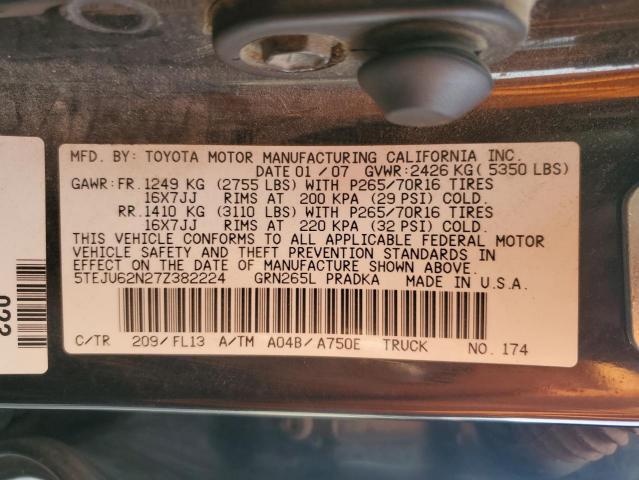 MFD. BY: TOYOTA MOTOR MANUFACTURING CALIFORNIA INC.
DATE 01 / 07 GVWR: 2426 KG( 5350 LBS)
GAWR: FR. 1249 KG (2755 LBS) WITH P265/70R16 TIRES
16X7JJ RIMS AT 200 KPA (29 PSI) COLD.
RR. 1410 KG (3110 LBS) WITH P265/70R16 TIRES
16X7JJ RIMS AT 220 KPA (32 PSI) COLD.
THIS VEHICLE CONFORMS TO ALL APPLICABLE FEDERAL MOTOR
VEHICLE SAFETY AND THEFT PREVENTION STANDARDS IN
EFFECT ON THE DATE OF MANUFACTURE SHOWN ABOVE.
5TEJU62N27Z382224 GRN265L PRADKA MADE IN U.S.A.
C/TR 209/FL13 A/TM A04B/A750E TRUCK NO. 174